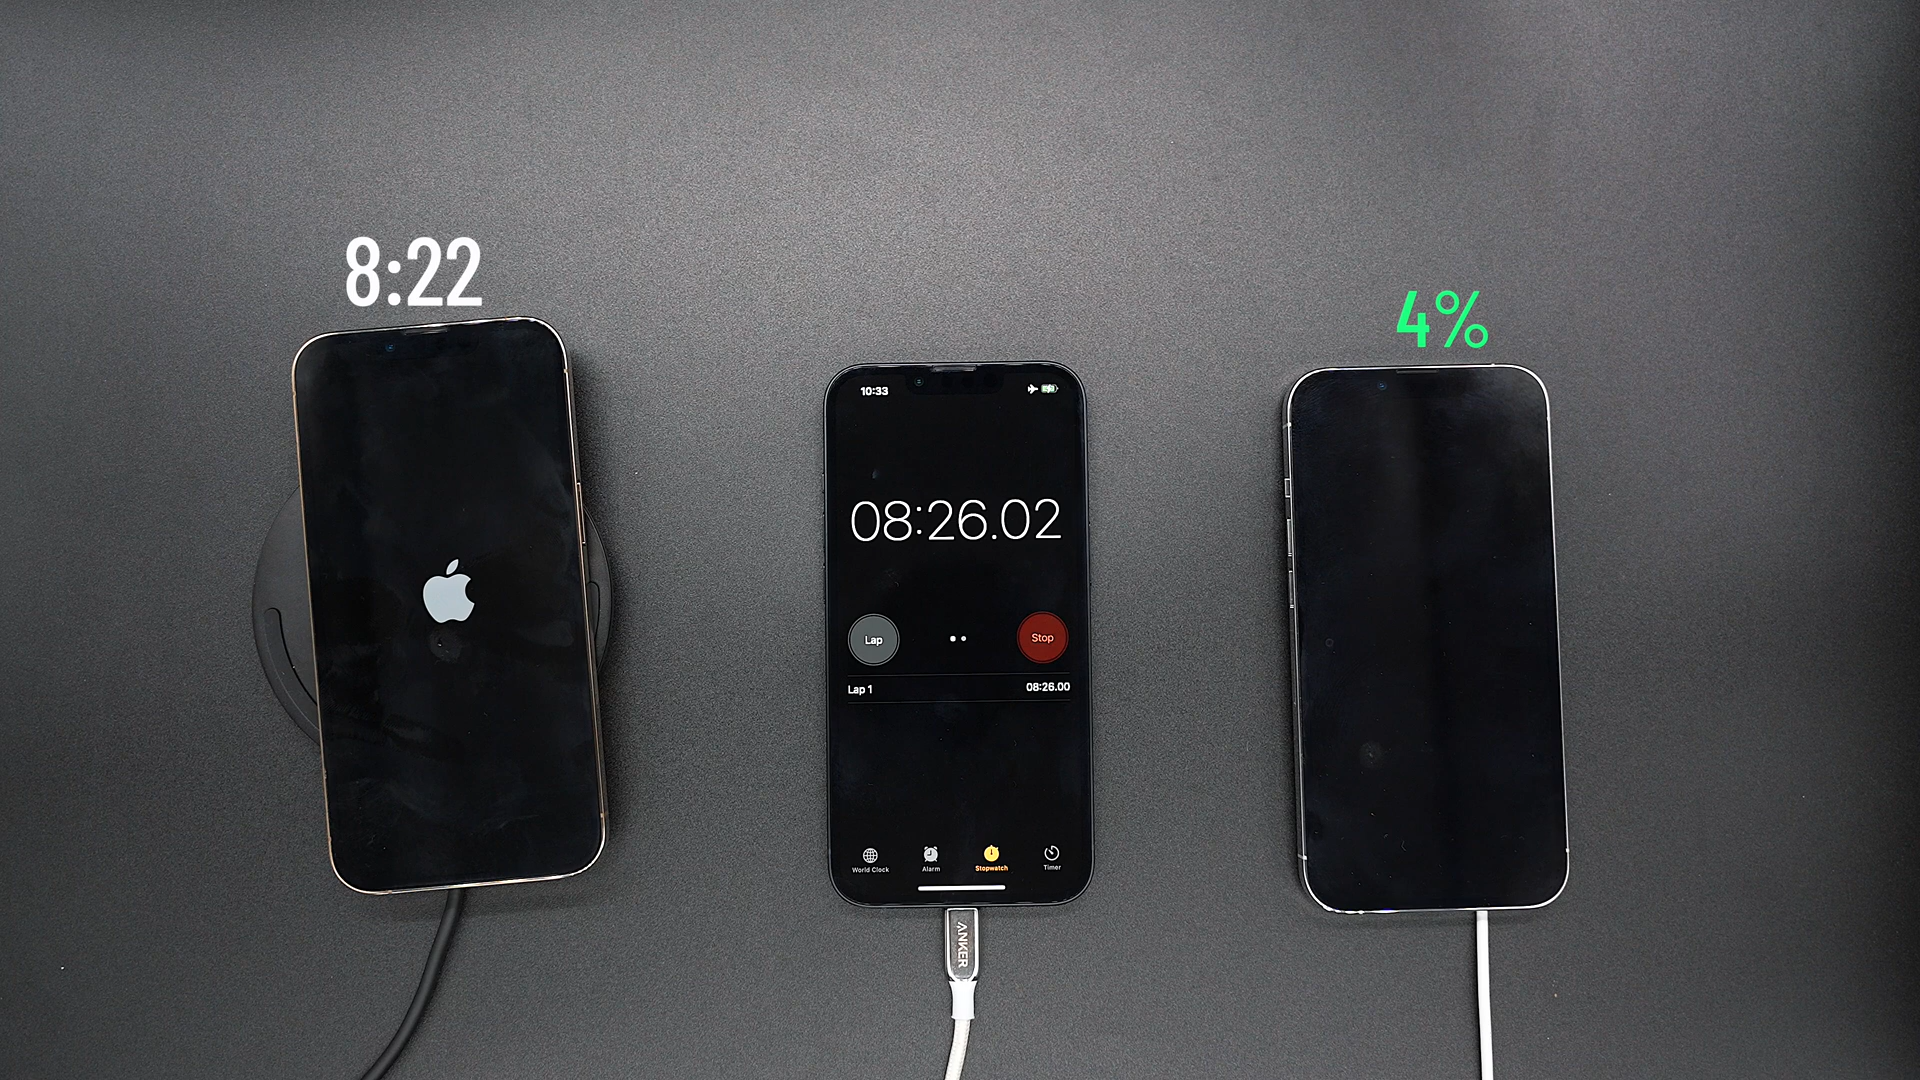 8:22
4%
10:33
08:26.02
Lap
Stop
Lap 1 08:26.00
World Clock Alarm Stopwatch Timer
ANKER